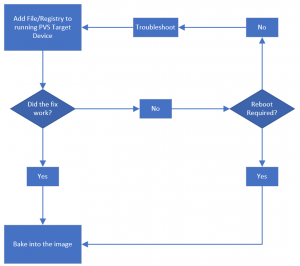 Add File/Registry to
running PVS Target
Device
Troubleshoot
No
Did the fix
work?
No
Reboot
Required?
Yes
Yes
Bake into the image